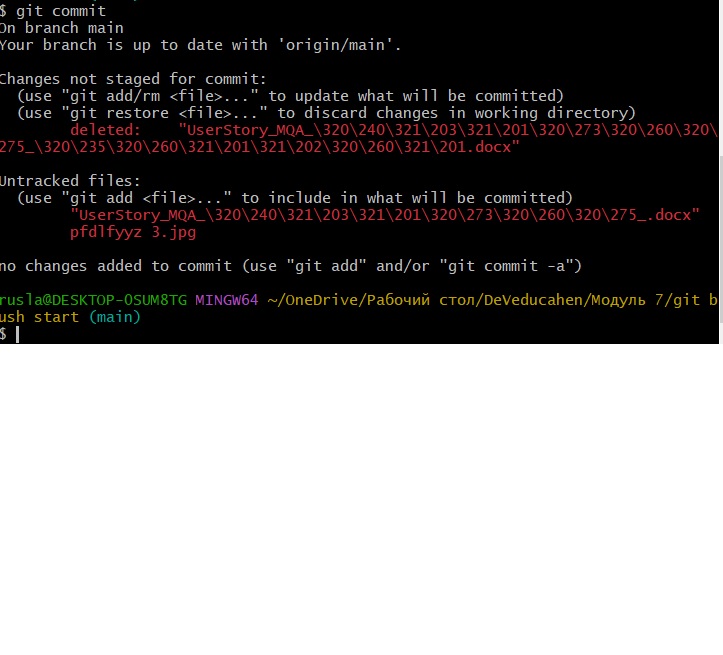 $ git commit
On branch main
Your branch is up to date with 'origin/main'.
Changes not staged for commit:
(use "git add/rm <file>..." to update what will be committed)
(use "git restore <file>..." to discard changes in working directory)
deleted:    "UserStory_MQA_\320\240\321\203\321\201\320\273\320\260\320\
275_\320\235\320\260\321\201\321\202\320\260\321\201.docx"
Untracked files:
(use "git add <file>..." to include in what will be committed)
"UserStory_MQA_\320\240\321\203\321\201\320\273\320\260\320\275_.docx"
pfdlfyyz 3.jpg
no changes added to commit (use "git add" and/or "git commit -a")
rusla@DESKTOP-0SUM8TG MINGW64 ~/OneDrive/Рабочий стол/DeVeducahen/Модуль 7/git b
ush start (main)
$